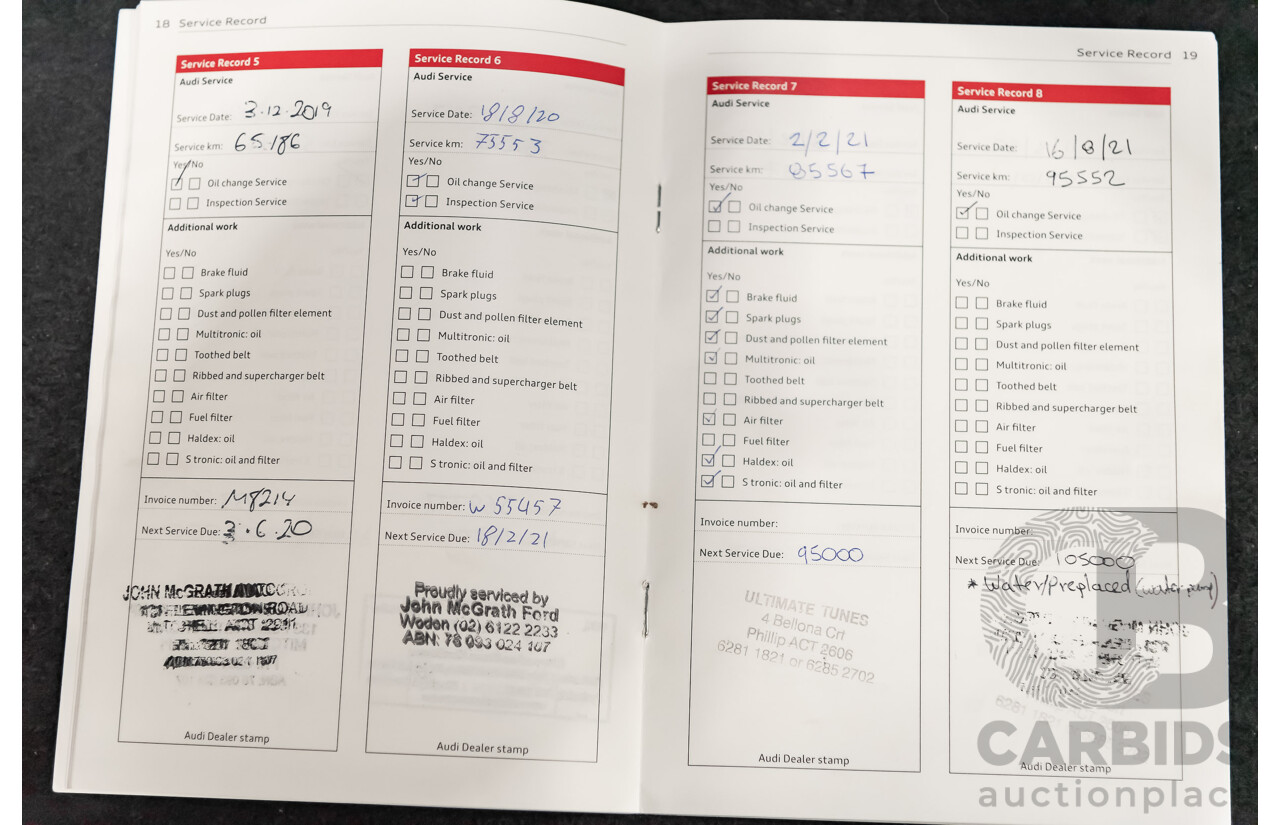 18 Service Record
Service Record 5
Audi Service
Service Date: 3.12.2019
Service km: 65186
Yes/No
Oil change Service
Inspection Service
Additional work
Yes/No
Brake fluid
Spark plugs
Dust and pollen filter element
Multitronic: oil
Toothed belt
Ribbed and supercharger belt
Air filter
Fuel filter
Haldex: oil
S tronic: oil and filter
Invoice number: M8214
Next Service Due: 3.6.20
JOHN McGRATH
Audi Dealer stamp
Service Record 6
Audi Service
Service Date: 18/8/20
Service km: 75553
Yes/No
Oil change Service
Inspection Service
Additional work
Yes/No
Brake fluid
Spark plugs
Dust and pollen filter element
Multitronic: oil
Toothed belt
Ribbed and supercharger belt
Air filter
Fuel filter
Haldex: oil
S tronic: oil and filter
Invoice number: W 55457
Next Service Due: 18/2/21
Proudly serviced by
John McGrath Ford
Woden (02) 6122 2233
ABN: 76 093 024 107
Audi Dealer stamp
Service Record 19
Service Record 7
Audi Service
Service Date: 2/2/21
Service km: 85567
Yes/No
Oil change Service
Inspection Service
Additional work
Yes/No
Brake fluid
Spark plugs
Dust and pollen filter element
Multitronic: oil
Toothed belt
Ribbed and supercharger belt
Air filter
Fuel filter
Haldex: oil
S tronic: oil and filter
Invoice number:
Next Service Due: 95000
ULTIMATE TUNES
4 Bellona Crt
Phillip ACT 2606
6281 1821 or 6285 2702
Audi Dealer stamp
Service Record 8
Audi Service
Service Date: 16/8/21
Service km: 95552
Yes/No
Oil change Service
Inspection Service
Additional work
Yes/No
Brake fluid
Spark plugs
Dust and pollen filter element
Multitronic: oil
Toothed belt
Ribbed and supercharger belt
Air filter
Fuel filter
Haldex: oil
S tronic: oil and filter
Invoice number:
Next Service Due: 105000
* Water/P replaced (water pump)
Audi Dealer stamp
CARBIDS
auctionplac